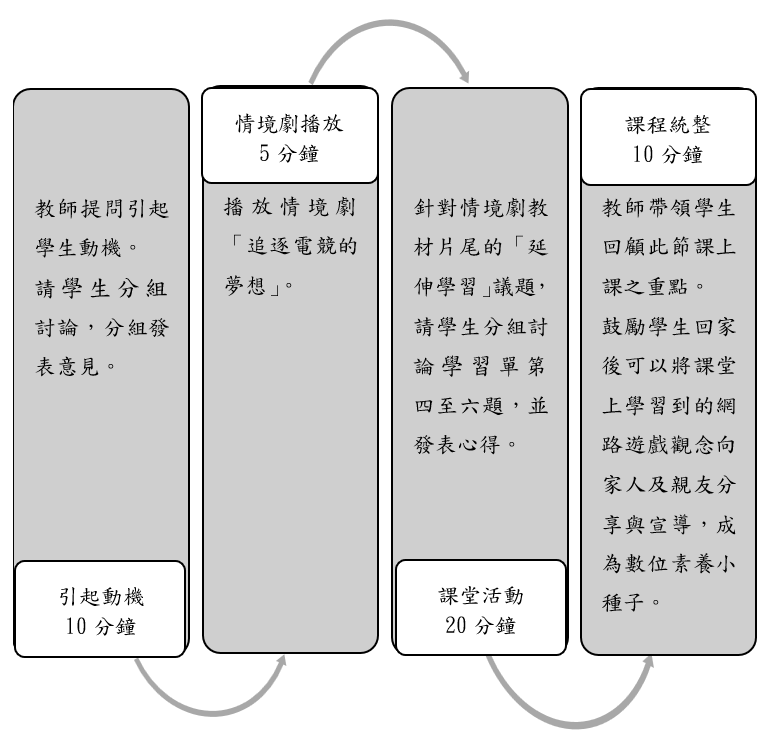 教師提問引起
學生動機。
請學生分組
討論，分組發
表意見。
引起動機
10 分鐘
情境劇播放
5 分鐘
播放情境劇
「追逐電競的
夢想」。
針對情境劇教
材片尾的「延
伸學習」議題，
請學生分組討
論學習單第
四至六題，並
發表心得。
課堂活動
20 分鐘
課程統整
10 分鐘
教師帶領學生
回顧此節課上
課之重點。
鼓勵學生回家
後可以將課堂
上學習到的網
路遊戲觀念向
家人及親友分
享與宣導，成
為數位素養小
種子。